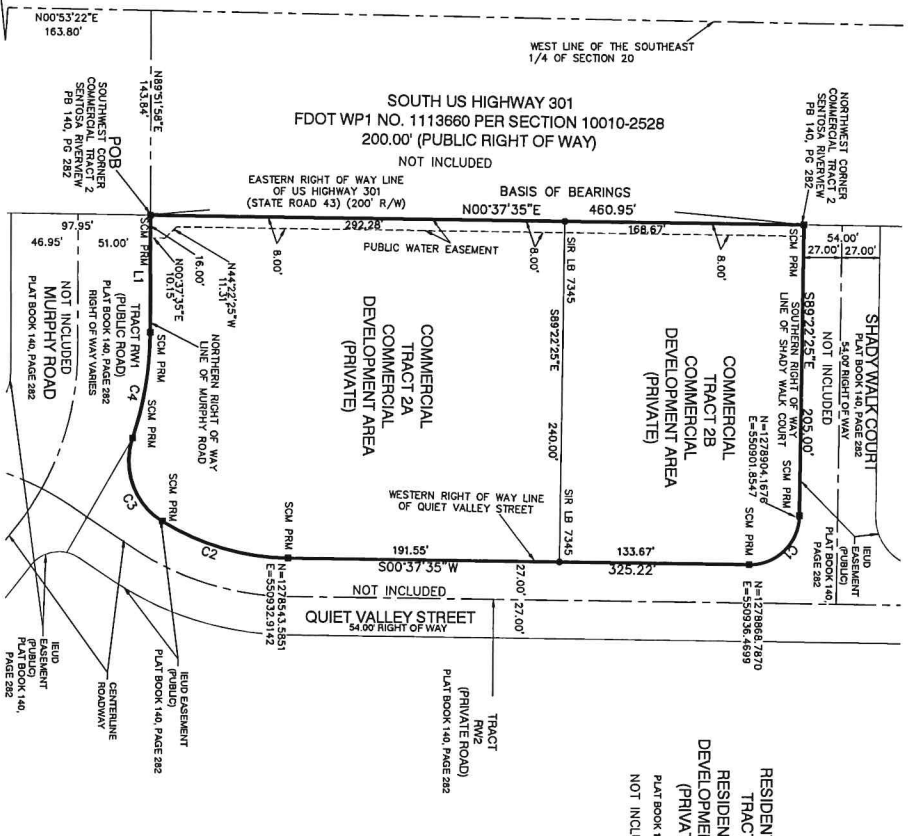 N00°53'22"E
163.80'
WEST LINE OF THE SOUTHEAST
1/4 OF SECTION 20
N89°51'58"E
143.84'
SOUTHWEST CORNER
COMMERCIAL TRACT 2
SENTOSA RIVERVIEW
PB 140, PG 282
POB
SOUTH US HIGHWAY 301
FDOT WP1 NO. 1113660 PER SECTION 10010-2528
200.00' (PUBLIC RIGHT OF WAY)
NOT INCLUDED
NORTHWEST CORNER
COMMERCIAL TRACT 2
SENTOSA RIVERVIEW
PB 140, PG 282
EASTERN RIGHT OF WAY LINE
OF US HIGHWAY 301
(STATE ROAD 43) (200' R/W)
BASIS OF BEARINGS
N00°37'35"E
460.95'
292.28'
168.67'
PUBLIC WATER EASEMENT
8.00'
8.00'
8.00'
97.95'
46.95'
51.00'
SCM PRM
L1
16.00'
N44°22'25"W
11.31'
N00°37'35"E
10.15'
SIR LB 7345
S89°22'25"E
240.00'
SIR LB 7345
SCM PRM
54.00'
27.00'
27.00'
SHADY WALK COURT
PLAT BOOK 140, PAGE 282
54.00' RIGHT OF WAY
NOT INCLUDED
S89°22'25"E
205.00'
SOUTHERN RIGHT OF WAY
LINE OF SHADY WALK COURT
COMMERCIAL
TRACT 2B
COMMERCIAL
DEVELOPMENT AREA
(PRIVATE)
COMMERCIAL
TRACT 2A
COMMERCIAL
DEVELOPMENT AREA
(PRIVATE)
NORTHERN RIGHT OF WAY
LINE OF MURPHY ROAD
TRACT RW1
(PUBLIC ROAD)
PLAT BOOK 140, PAGE 282
RIGHT OF WAY VARIES
NOT INCLUDED
MURPHY ROAD
PLAT BOOK 140, PAGE 282
SCM PRM
C4
SCM PRM
C3
SCM PRM
C2
SCM PRM
N=1278904.1676
E=550901.8547
SCM PRM
C1
SCM PRM
IEUD
EASEMENT
(PUBLIC)
PLAT BOOK 140,
PAGE 282
N=1278868.7870
E=550936.4699
WESTERN RIGHT OF WAY LINE
OF QUIET VALLEY STREET
191.55'
133.67'
S00°37'35"W
325.22'
27.00'
27.00'
NOT INCLUDED
QUIET VALLEY STREET
54.00' RIGHT OF WAY
N=1278543.5851
E=550932.9142
TRACT
RW2
(PRIVATE ROAD)
PLAT BOOK 140, PAGE 282
IEUD EASEMENT
(PUBLIC)
PLAT BOOK 140, PAGE 282
CENTERLINE
ROADWAY
IEUD
EASEMENT
(PUBLIC)
PLAT BOOK 140,
PAGE 282
RESIDEN
TRAC
RESIDEN
DEVELOPME
(PRIVAT
PLAT BOOK 1
NOT INCLU